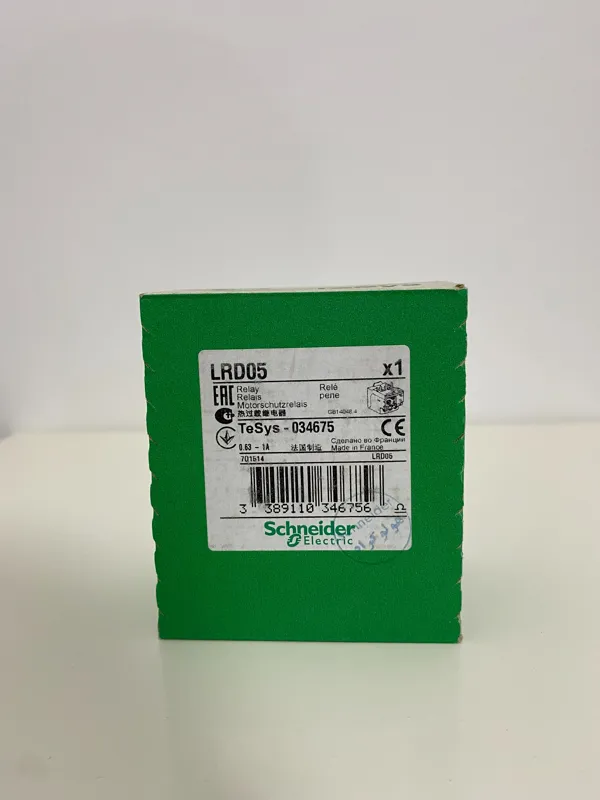 LRD05 x1
EAC Relay Relé
Relais реле
Motorschutzrelais
热过载继电器 GB14048.4
TeSys - 034675 CE
0.63 - 1A 法国制造 Сделано во Франции
Made in France
701514 LRD05
3 389110 346756 Ω
Schneider
Electric
Schneider